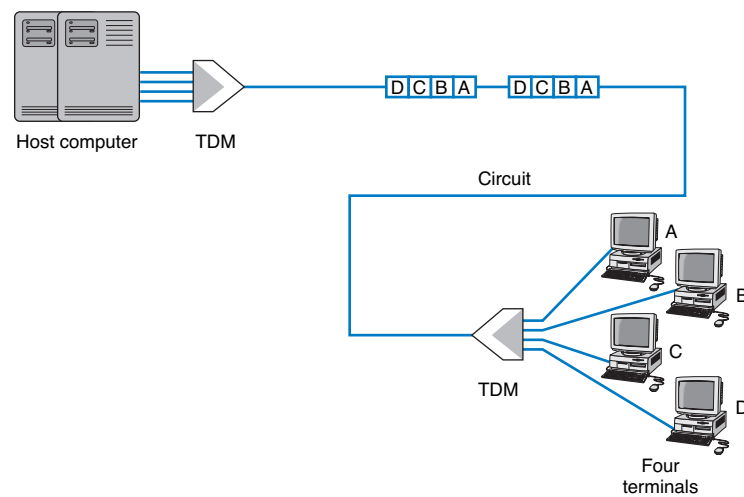 D C B A D C B A
Host computer
TDM
Circuit
A
B
C
TDM
D
Four
terminals